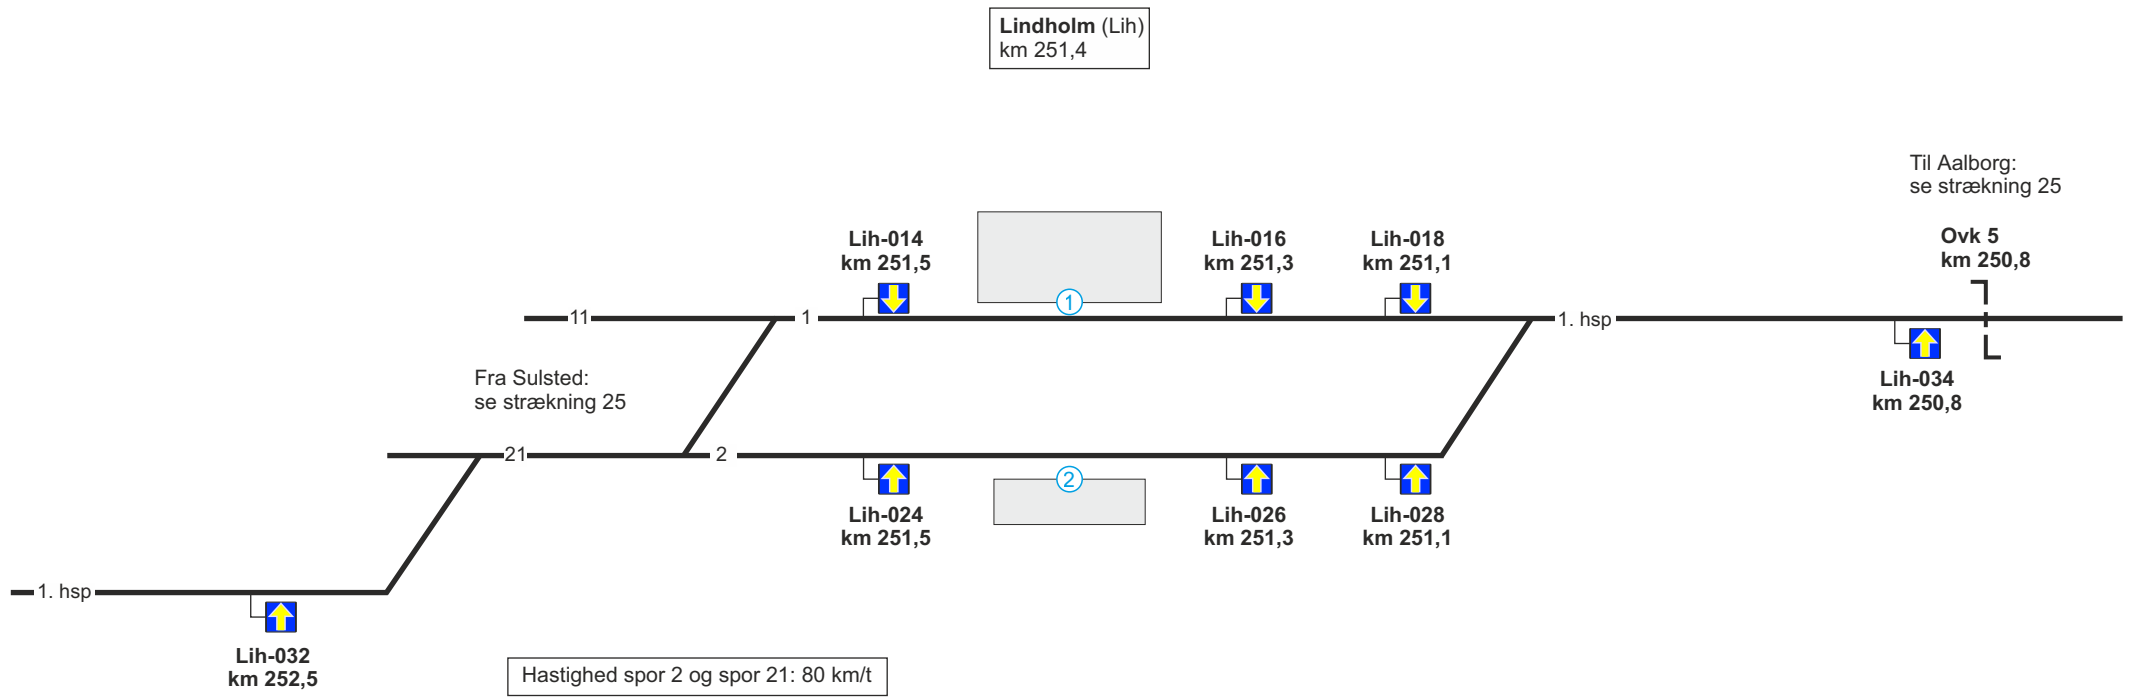 Lindholm (Lih)
km 251,4
Til Aalborg:
se strækning 25
Ovk 5
km 250,8
Lih-014
km 251,5
Lih-016
km 251,3
Lih-018
km 251,1
1
11
1
1. hsp
Lih-034
km 250,8
Fra Sulsted:
se strækning 25
21
2
2
Lih-024
km 251,5
Lih-026
km 251,3
Lih-028
km 251,1
1. hsp
Lih-032
km 252,5
Hastighed spor 2 og spor 21: 80 km/t